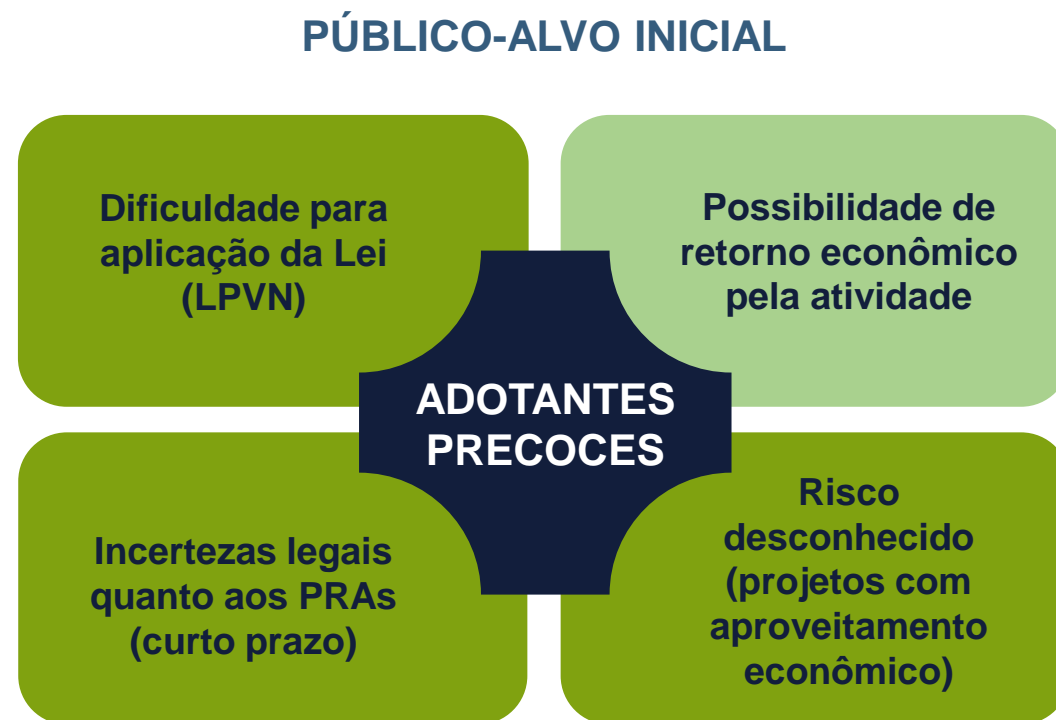 PÚBLICO-ALVO INICIAL
Dificuldade para
aplicação da Lei
(LPVN)
Possibilidade de
retorno econômico
pela atividade
ADOTANTES
PRECOCES
Incertezas legais
quanto aos PRAs
(curto prazo)
Risco
desconhecido
(projetos com
aproveitamento
econômico)